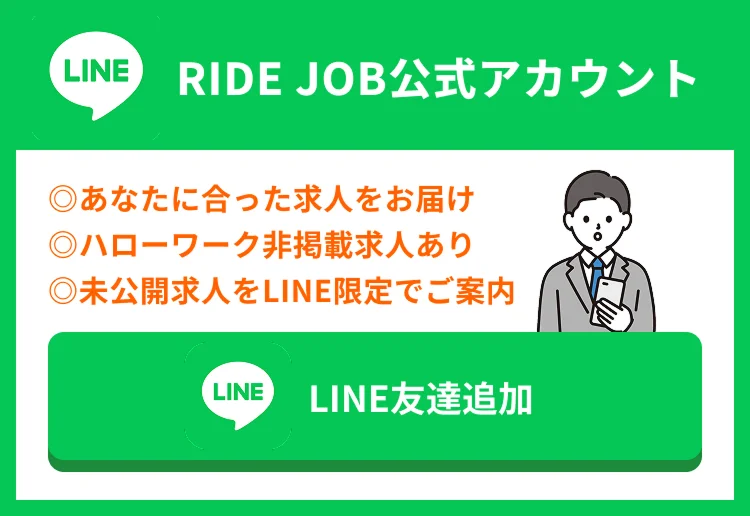 LINE
RIDE JOB公式アカウント
◎あなたに合った求人をお届け
◎ハローワーク非掲載求人あり
◎未公開求人をLINE限定でご案内
LINE
LINE友達追加